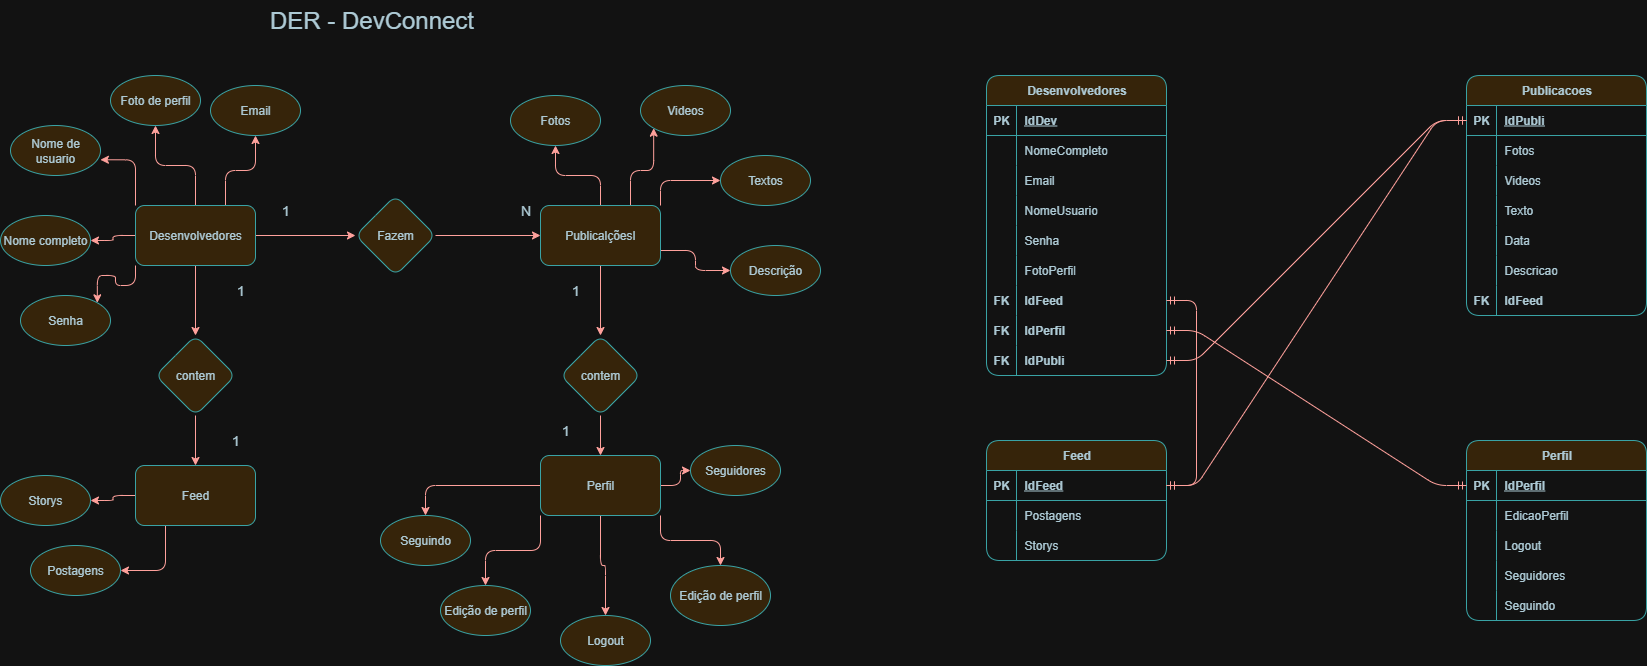 DER - DevConnect
Foto de perfil
Email
Nome de
usuario
Nome completo
Senha
Desenvolvedores
1
Fazem
N
Publicalçõesl
Fotos
Videos
Textos
Descrição
1
contem
1
Feed
Storys
Postagens
1
contem
1
Perfil
Seguidores
Seguindo
Edição de perfil
Logout
Edição de perfil
Desenvolvedores
PK IdDev
NomeCompleto
Email
NomeUsuario
Senha
FotoPerfil
FK IdFeed
FK IdPerfil
FK IdPubli
Publicacoes
PK IdPubli
Fotos
Videos
Texto
Data
Descricao
FK IdFeed
Feed
PK IdFeed
Postagens
Storys
Perfil
PK IdPerfil
EdicaoPerfil
Logout
Seguidores
Seguindo